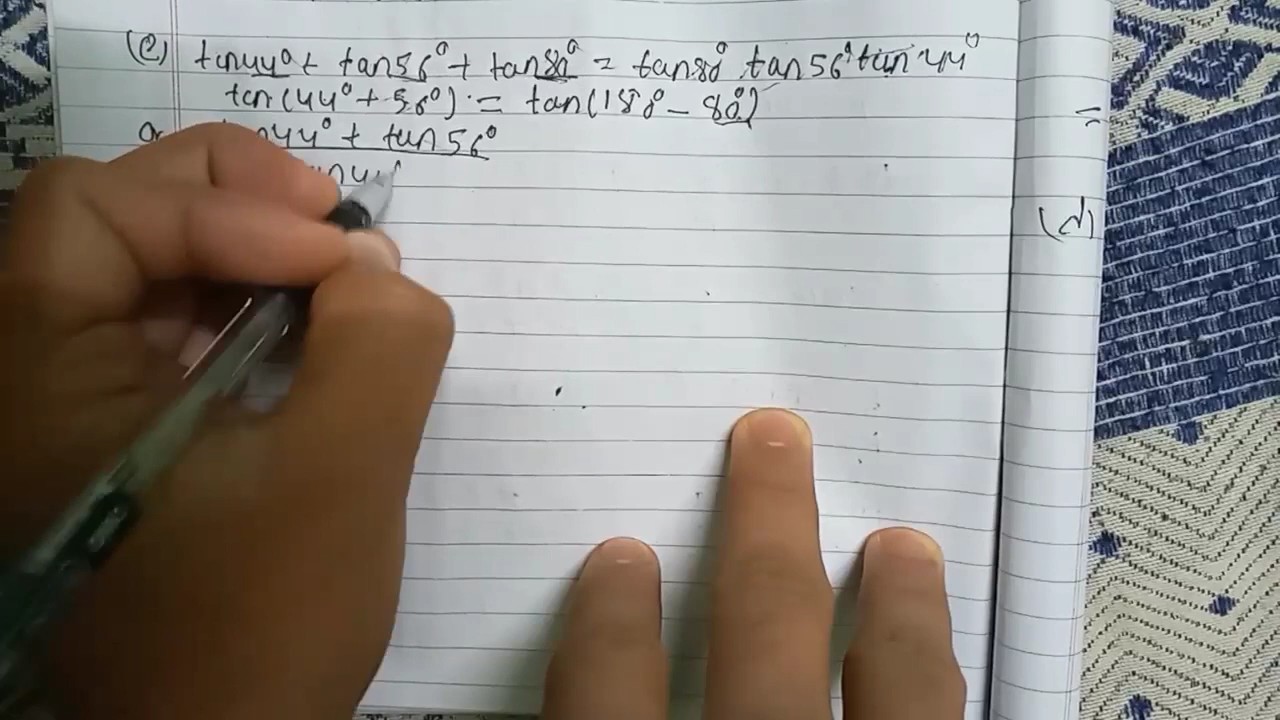 (e) tan44° + tan56° + tan80° = tan80° tan56° tan44°
tan(44° + 56°) = tan(180° - 80°)
tan44° + tan56°
(d)